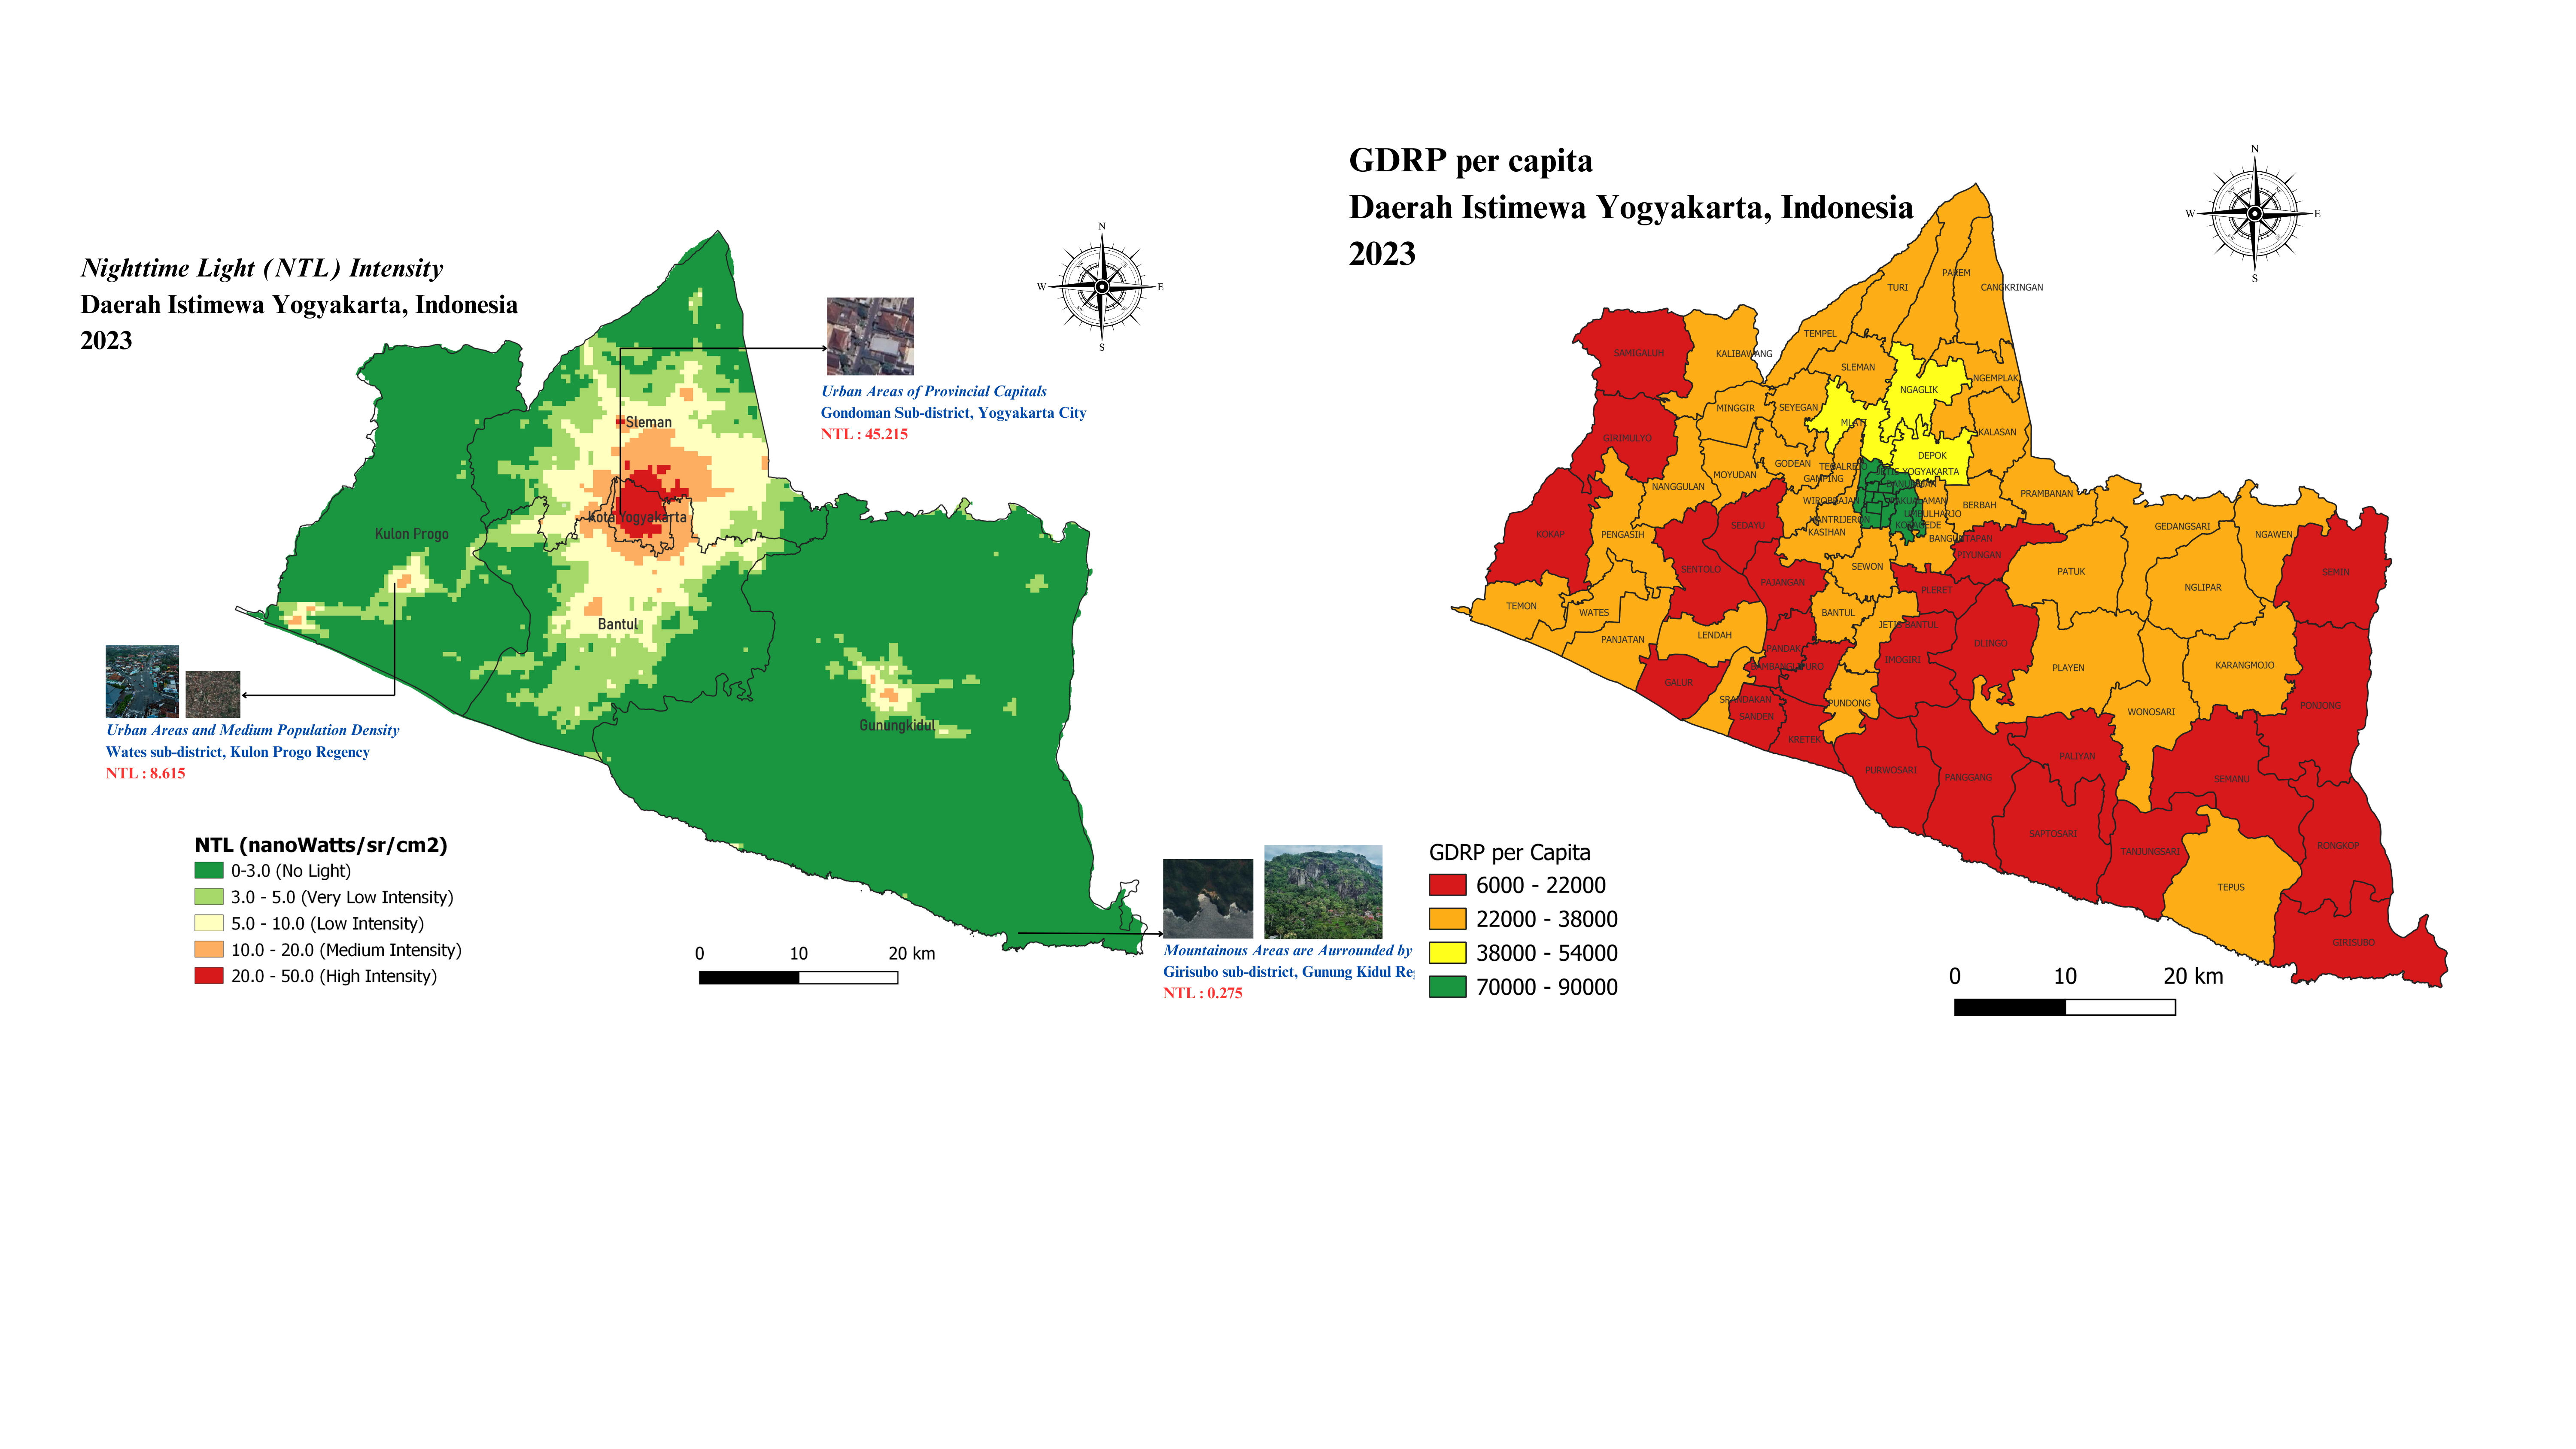 Nighttime Light (NTL) Intensity
Daerah Istimewa Yogyakarta, Indonesia
2023
N
W
E
S
Urban Areas of Provincial Capitals
Gondoman Sub-district, Yogyakarta City
NTL : 45.215
Sleman
Kota Yogyakarta
Kulon Progo
Bantul
Gunungkidul
Urban Areas and Medium Population Density
Wates sub-district, Kulon Progo Regency
NTL : 8.615
NTL (nanoWatts/sr/cm2)
0-3.0 (No Light)
3.0 - 5.0 (Very Low Intensity)
5.0 - 10.0 (Low Intensity)
10.0 - 20.0 (Medium Intensity)
20.0 - 50.0 (High Intensity)
0 10 20 km
Mountainous Areas are Aurrounded by
Girisubo sub-district, Gunung Kidul Re
NTL : 0.275
GDRP per capita
Daerah Istimewa Yogyakarta, Indonesia
2023
N
W
E
S
PAKEM
TURI
CANGKRINGAN
TEMPEL
SAMIGALUH
KALIBAWANG
SLEMAN
NGEMPLAK
NGAGLIK
MINGGIR
SEYEGAN
MLATI
KALASAN
GIRIMULYO
DEPOK
GODEAN
TEGALREJO
JETIS YOGYAKARTA
MOYUDAN
GAMPING
NANGGULAN
DANUREJAN
PRAMBANAN
WIROBRAJAN
PAKUALAMAN
BERBAH
UMBULHARJO
MANTRIJERON
KOTAGEDE
SEDAYU
GEDANGSARI
KOKAP
PENGASIH
KASIHAN
BANGUNTAPAN
NGAWEN
PIYUNGAN
SENTOLO
SEWON
PATUK
SEMIN
PAJANGAN
PLERET
NGLIPAR
TEMON
WATES
BANTUL
JETIS BANTUL
PANJATAN
LENDAH
DLINGO
PANDAK
IMOGIRI
BAMBANGLIPURO
PLAYEN
KARANGMOJO
GALUR
SRANDAKAN
PUNDONG
SANDEN
WONOSARI
PONJONG
KRETEK
PALIYAN
PURWOSARI
PANGGANG
SEMANU
SAPTOSARI
TANJUNGSARI
RONGKOP
TEPUS
GIRISUBO
GDRP per Capita
6000 - 22000
22000 - 38000
38000 - 54000
70000 - 90000
0 10 20 km